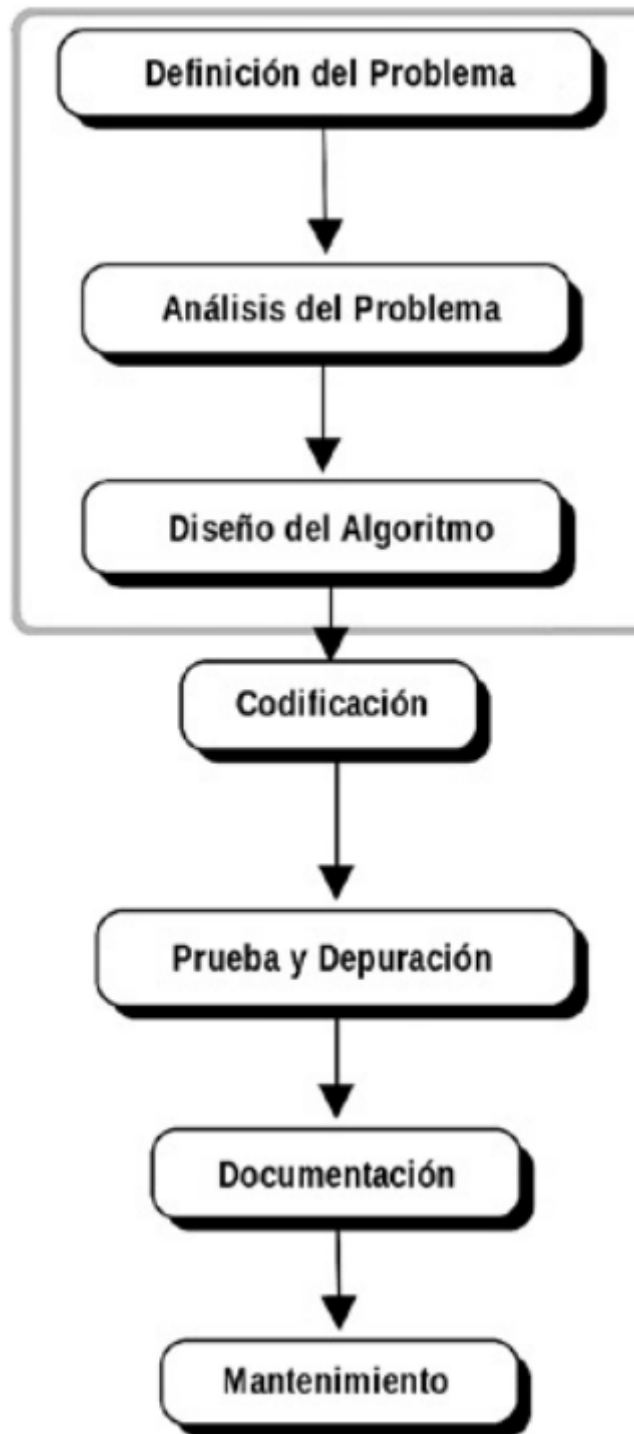 Definición del Problema
Análisis del Problema
Diseño del Algoritmo
Codificación
Prueba y Depuración
Documentación
Mantenimiento